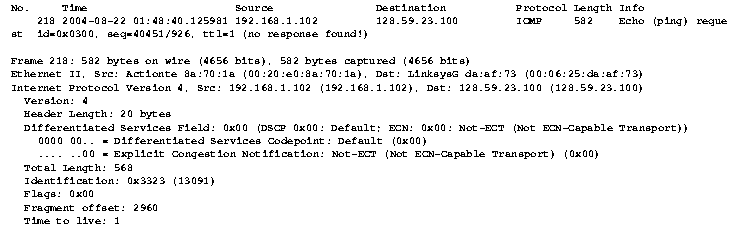 No. Time Source Destination Protocol Length Info
218 2004-08-22 01:48:40.125981 192.168.1.102 128.59.23.100 ICMP 582 Echo (ping) reque
st id=0x0300, seq=40451/926, ttl=1 (no response found!)
Frame 218: 582 bytes on wire (4656 bits), 582 bytes captured (4656 bits)
Ethernet II, Src: Actionte 8a:70:1a (00:20:e0:8a:70:1a), Dst: LinksysG da:af:73 (00:06:25:da:af:73)
Internet Protocol Version 4, Src: 192.168.1.102 (192.168.1.102), Dst: 128.59.23.100 (128.59.23.100)
Version: 4
Header Length: 20 bytes
Differentiated Services Field: 0x00 (DSCP 0x00: Default; ECN: 0x00: Not-ECT (Not ECN-Capable Transport))
0000 00.. = Differentiated Services Codepoint: Default (0x00)
.... ..00 = Explicit Congestion Notification: Not-ECT (Not ECN-Capable Transport) (0x00)
Total Length: 568
Identification: 0x3323 (13091)
Flags: 0x00
Fragment offset: 2960
Time to live: 1